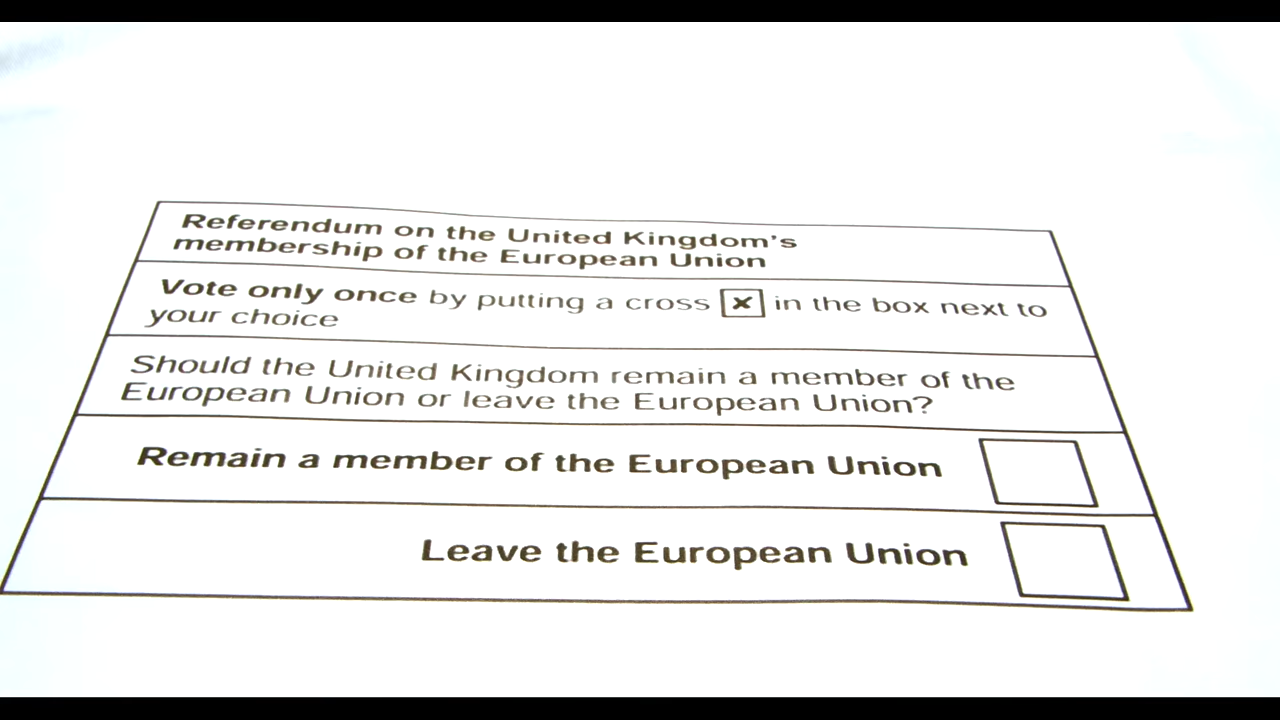 Referendum on the United Kingdom's
membership of the European Union
Vote only once by putting a cross x in the box next to
your choice
Should the United Kingdom remain a member of the
European Union or leave the European Union?
Remain a member of the European Union
Leave the European Union